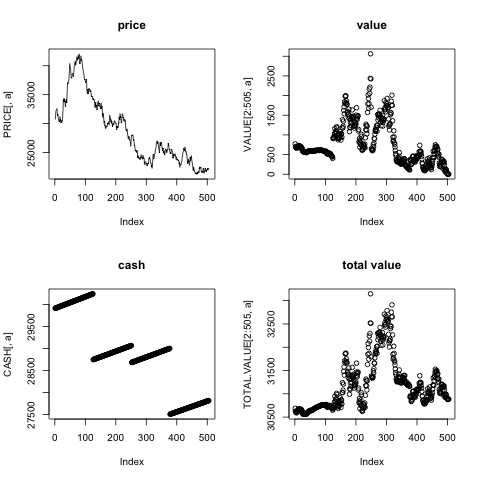 price
PRICE[, a]
25000
35000
0 100 200 300 400 500
Index
value
VALUE[2:505, a]
0
500
1500
2500
0 100 200 300 400 500
Index
cash
CASH[, a]
27500
28500
29500
0 100 200 300 400 500
Index
total value
TOTAL.VALUE[2:505, a]
30500
31500
32500
0 100 200 300 400 500
Index